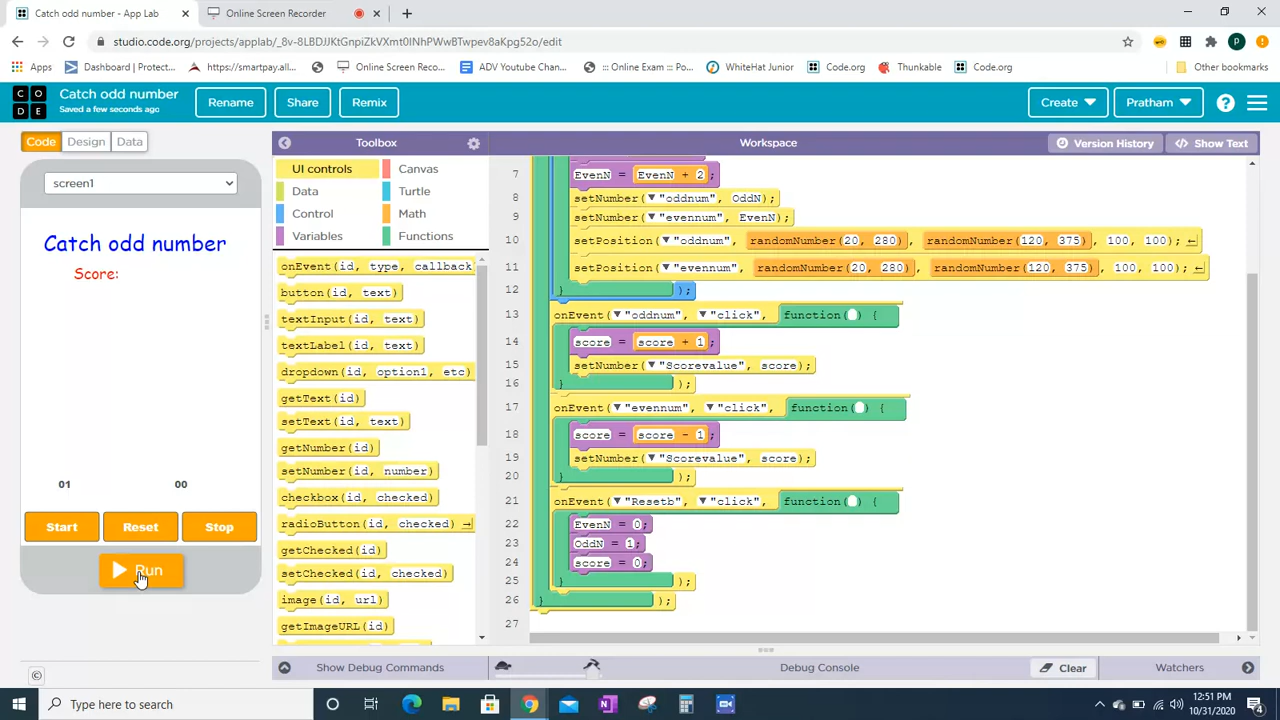 Catch odd number - App Lab
Online Screen Recorder
studio.code.org/projects/applab/_8v-8LBDJJKtGnpiZkVXmt0INhPWwBTwpev8aKpg52o/edit
Apps
Dashboard | Protect...
https://smartpay.all...
Online Screen Reco...
ADV Youtube Chan...
::: Online Exam ::: Po...
WhiteHat Junior
Code.org
Thunkable
Code.org
Other bookmarks
CO
DE
Catch odd number
Saved a few seconds ago
Rename
Share
Remix
Create
Pratham
?
Code
Design
Data
Toolbox
Workspace
Version History
</> Show Text
screen1
Catch odd number
Score:
01
00
Start
Reset
Stop
Run
UI controls
Canvas
Data
Turtle
Control
Math
Variables
Functions
onEvent(id, type, callback
button(id, text)
textInput(id, text)
textLabel(id, text)
dropdown(id, option1, etc)
getText(id)
setText(id, text)
getNumber(id)
setNumber(id, number)
checkbox(id, checked)
radioButton(id, checked)
getChecked(id)
setChecked(id, checked)
image(id, url)
getImageURL(id)
7 EvenN = EvenN + 2;
8 setNumber("oddnum", OddN);
9 setNumber("evennum", EvenN);
10 setPosition("oddnum", randomNumber(20, 280), randomNumber(120, 375), 100, 100);
11 setPosition("evennum", randomNumber(20, 280), randomNumber(120, 375), 100, 100);
12 });
13 onEvent("oddnum", "click", function() {
14 score = score + 1;
15 setNumber("Scorevalue", score);
16 });
17 onEvent("evennum", "click", function() {
18 score = score - 1;
19 setNumber("Scorevalue", score);
20 });
21 onEvent("Resetb", "click", function() {
22 EvenN = 0;
23 OddN = 1;
24 score = 0;
25 });
26 });
27
Show Debug Commands
Debug Console
Clear
Watchers
Type here to search
12:51 PM
10/31/2020